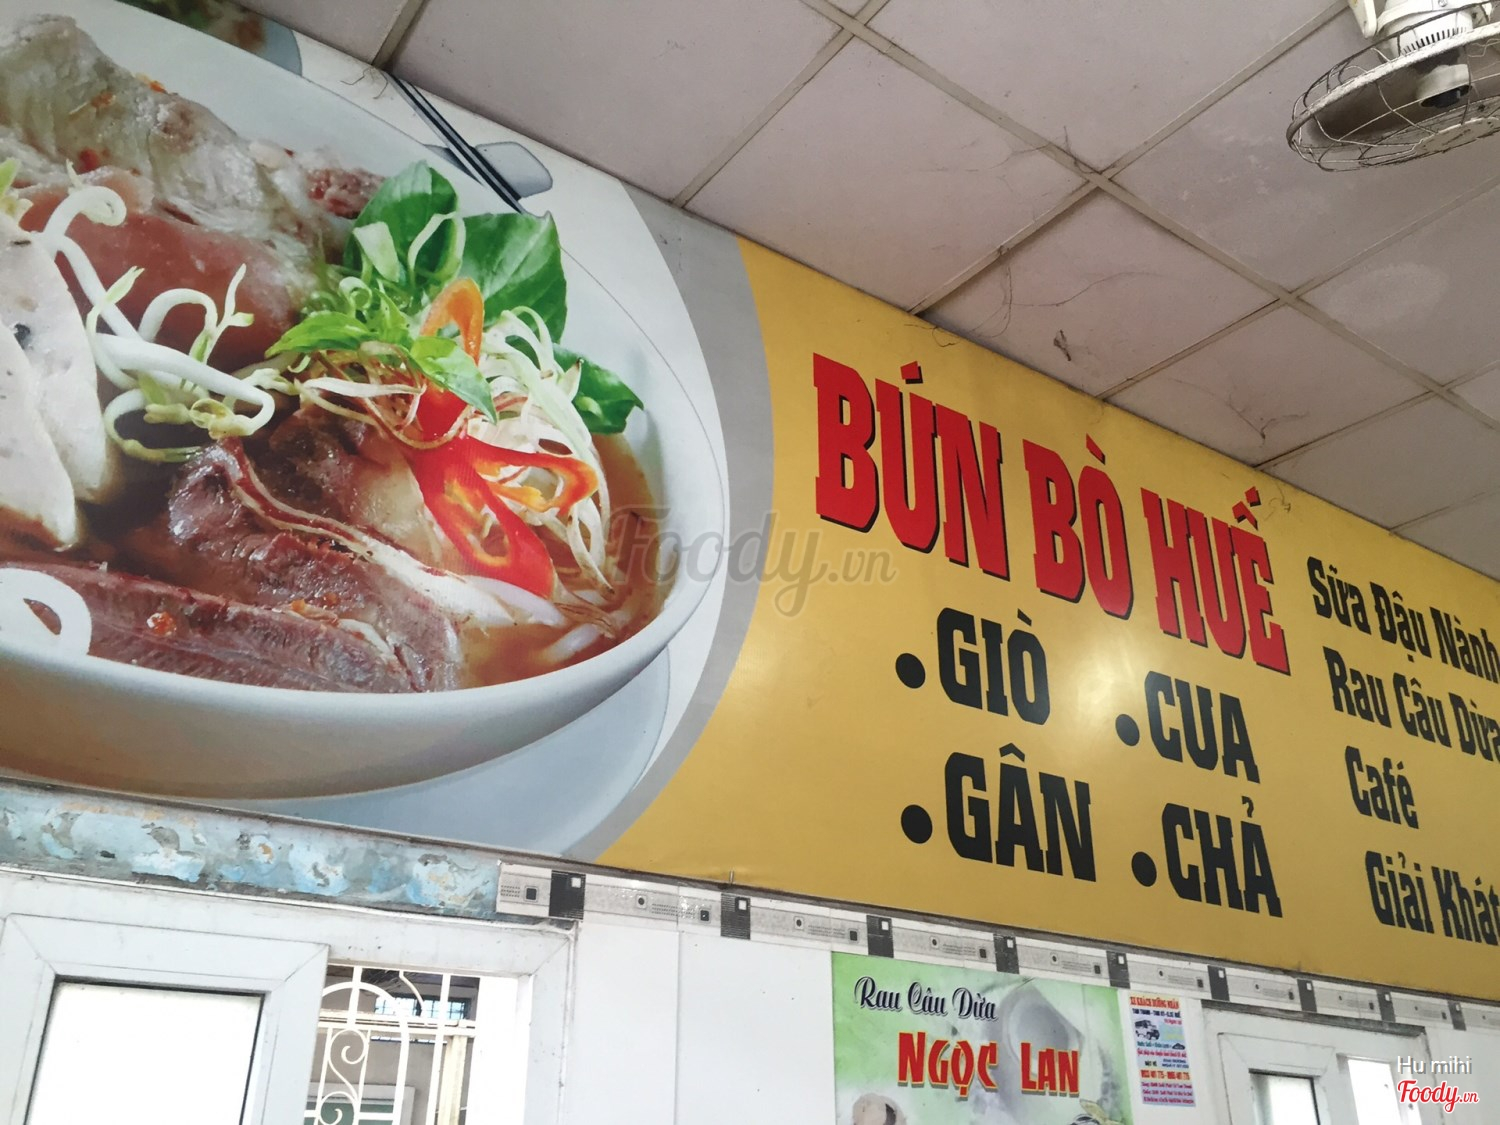 BÚN BÒ HUẾ
. GIÒ . CUA
. GÂN . CHẢ
Sữa Đậu Nành
Rau Câu Dừa
Café
Giải Khát
Foody.vn
Rau Câu Dừa
NGỌC LAN
Hu mihi
Foody.vn